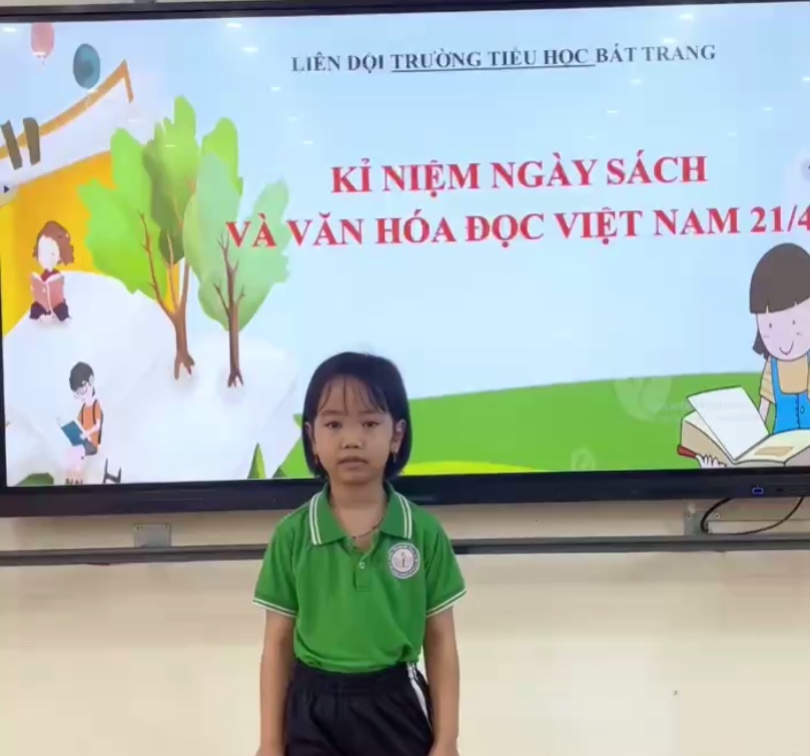 LIÊN ĐỘI TRƯỜNG TIỂU HỌC BÁT TRANG
KỈ NIỆM NGÀY SÁCH
VÀ VĂN HÓA ĐỌC VIỆT NAM 21/4